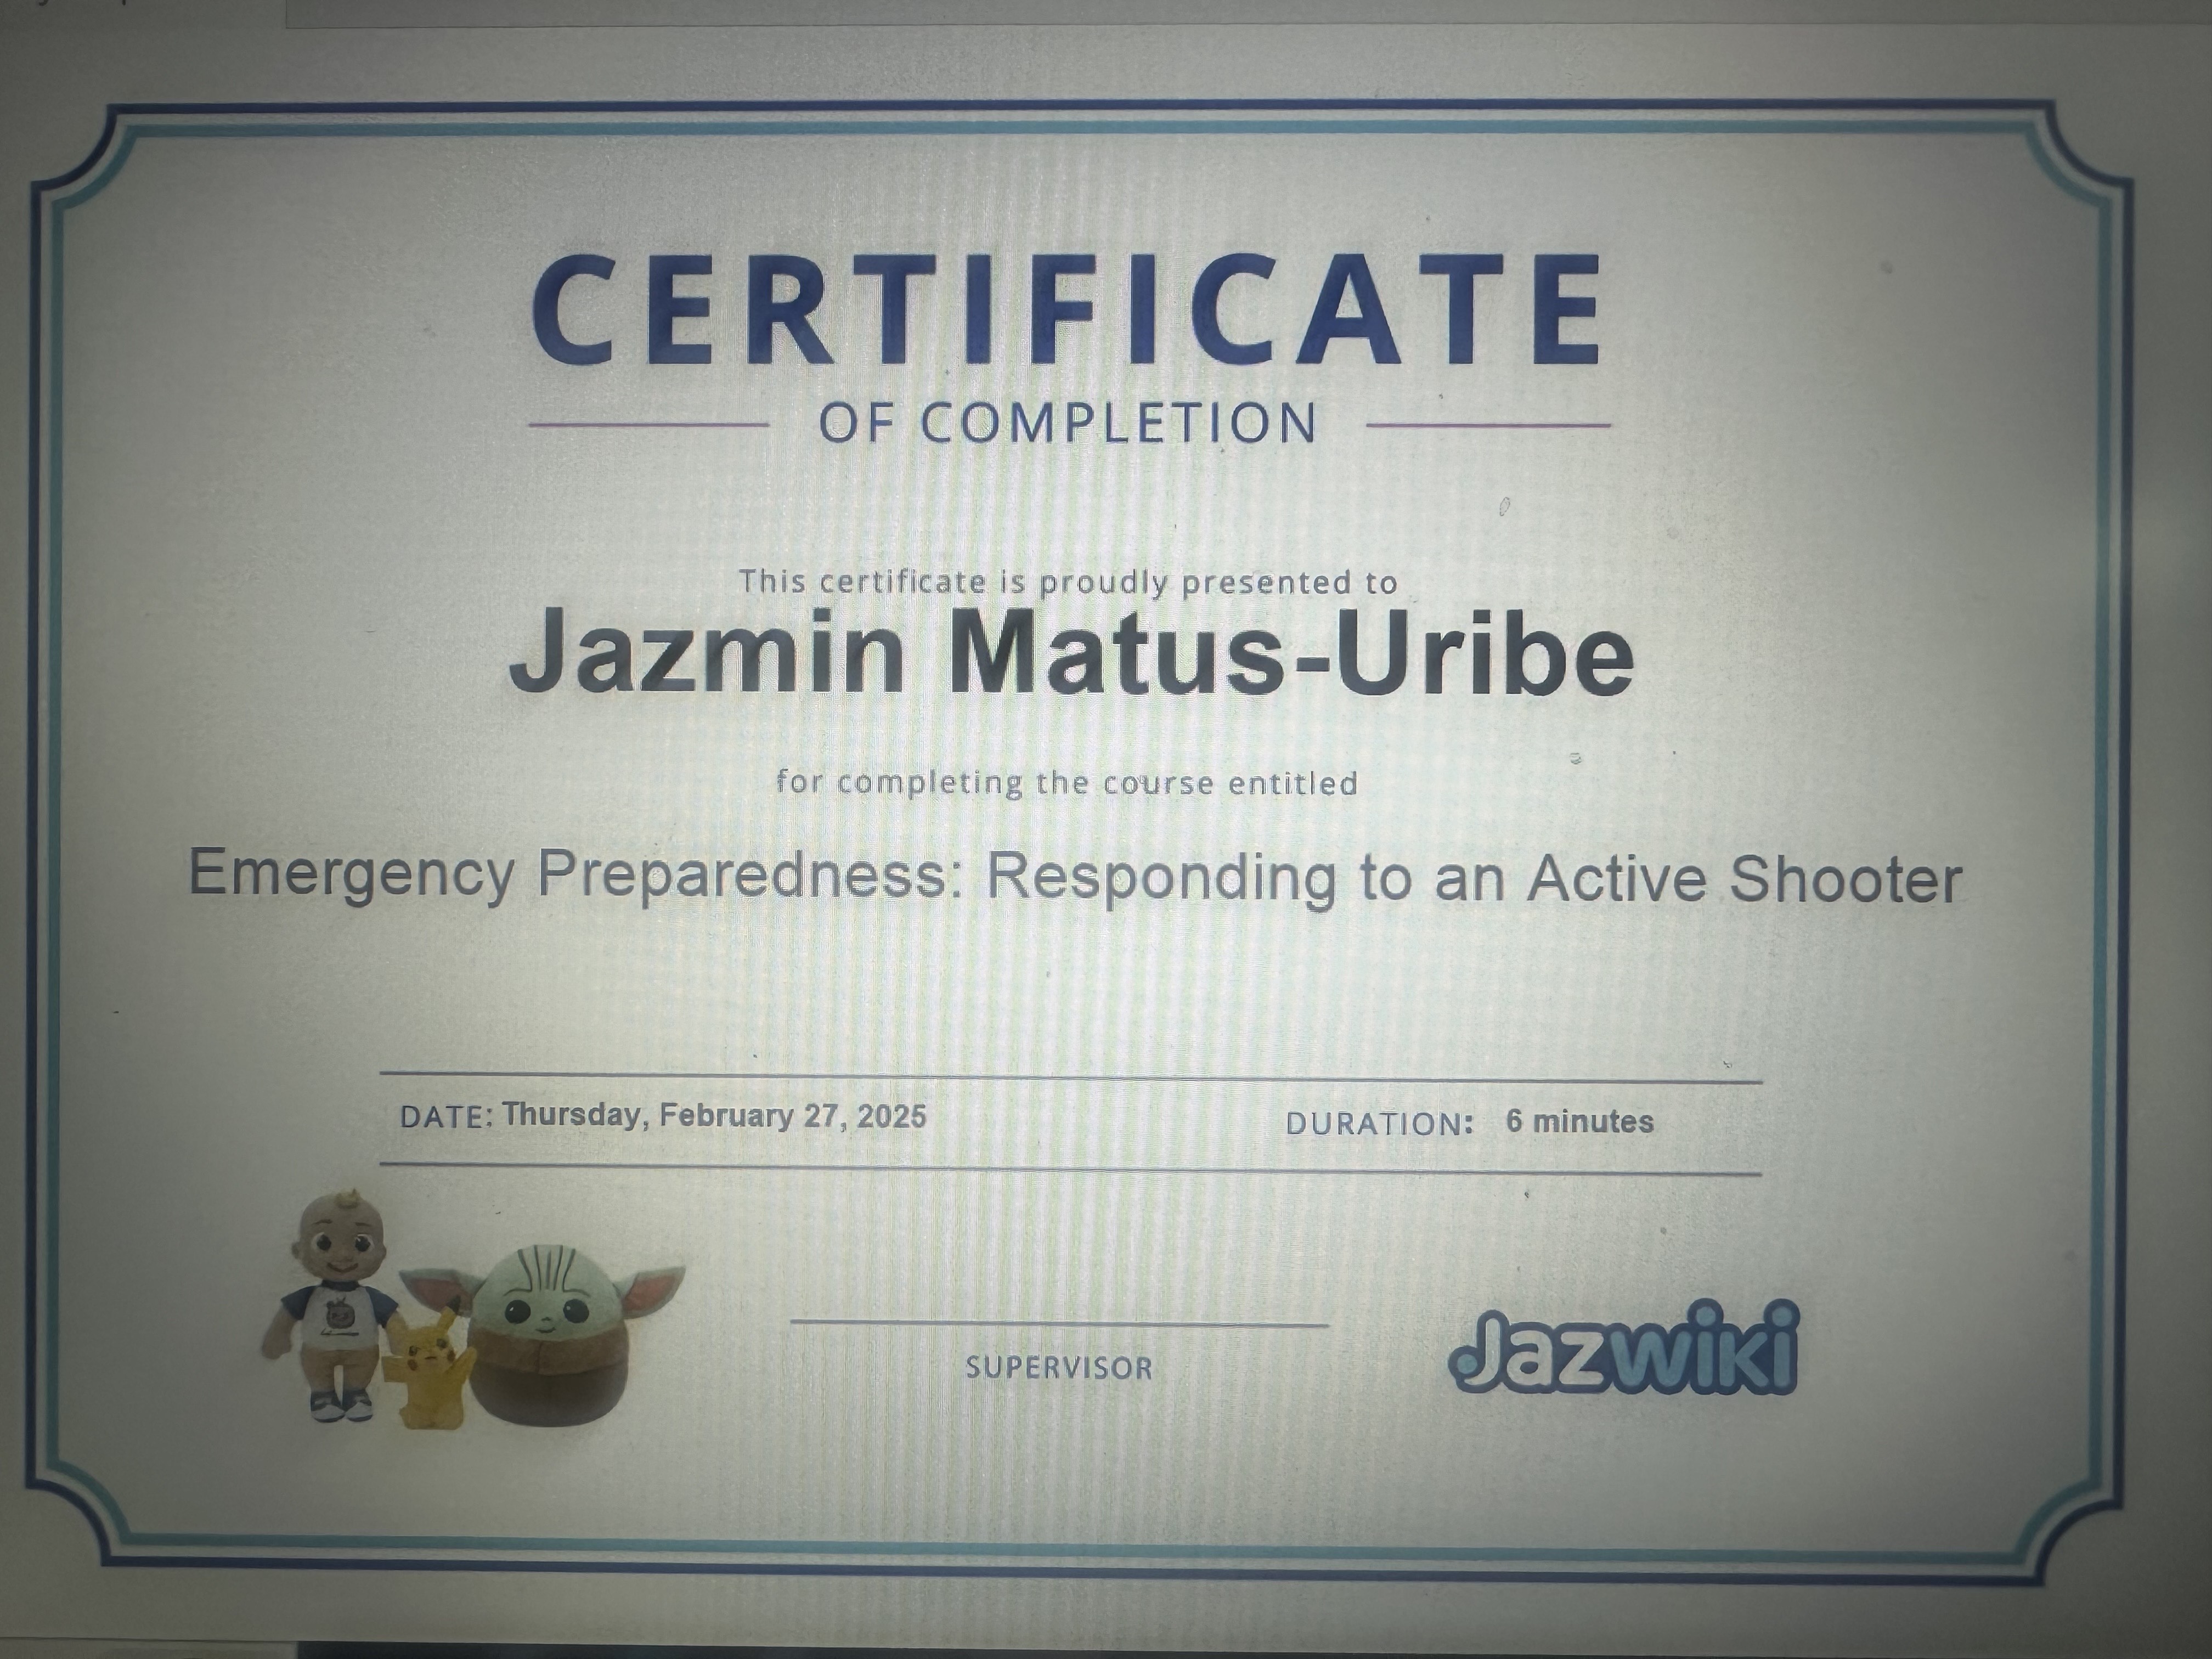 CERTIFICATE
OF COMPLETION
This certificate is proudly presented to
Jazmin Matus-Uribe
for completing the course entitled
Emergency Preparedness: Responding to an Active Shooter
DATE: Thursday, February 27, 2025 DURATION: 6 minutes
SUPERVISOR
Jazwiki